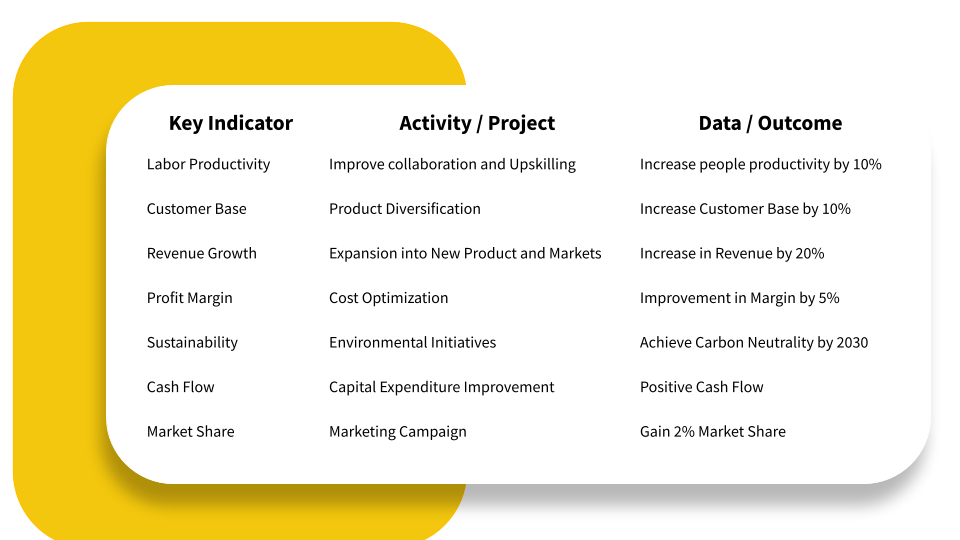 Key Indicator Activity / Project Data / Outcome
Labor Productivity Improve collaboration and Upskilling Increase people productivity by 10%
Customer Base Product Diversification Increase Customer Base by 10%
Revenue Growth Expansion into New Product and Markets Increase in Revenue by 20%
Profit Margin Cost Optimization Improvement in Margin by 5%
Sustainability Environmental Initiatives Achieve Carbon Neutrality by 2030
Cash Flow Capital Expenditure Improvement Positive Cash Flow
Market Share Marketing Campaign Gain 2% Market Share